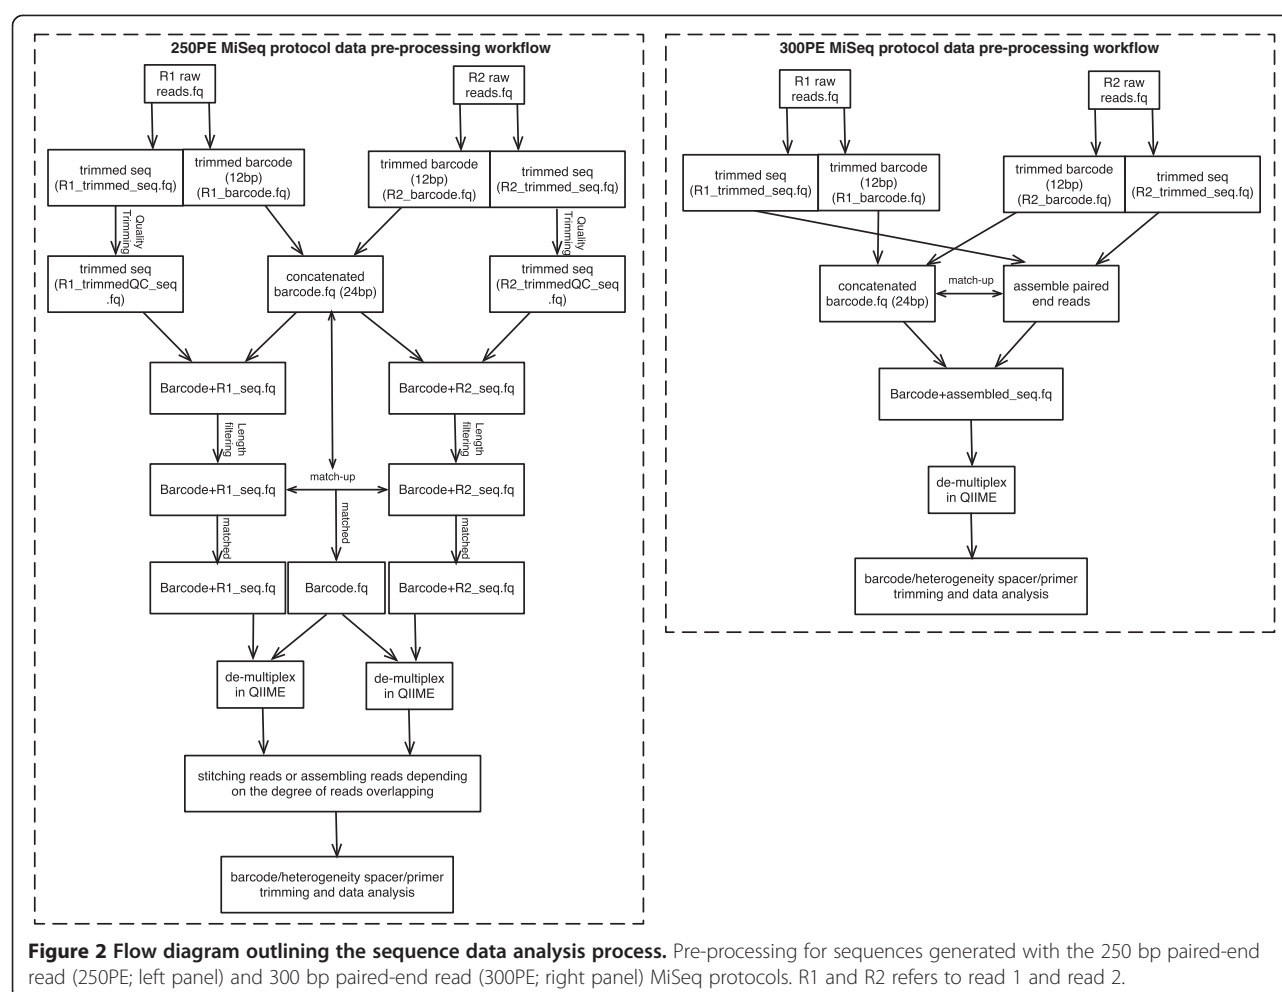 250PE MiSeq protocol data pre-processing workflow
R1 raw
reads.fq
R2 raw
reads.fq
trimmed seq
(R1_trimmed_seq.fq)
trimmed barcode
(12bp)
(R1_barcode.fq)
trimmed barcode
(12bp)
(R2_barcode.fq)
trimmed seq
(R2_trimmed_seq.fq)
Quality
Trimming
Quality
Trimming
trimmed seq
(R1_trimmedQC_seq
.fq)
concatenated
barcode.fq (24bp)
trimmed seq
(R2_trimmedQC_seq
.fq)
Barcode+R1_seq.fq
Barcode+R2_seq.fq
Length
filtering
Length
filtering
Barcode+R1_seq.fq
match-up
Barcode+R2_seq.fq
matched
matched
matched
Barcode+R1_seq.fq
Barcode.fq
Barcode+R2_seq.fq
de-multiplex
in QIIME
de-multiplex
in QIIME
stitching reads or assembling reads depending
on the degree of reads overlapping
barcode/heterogeneity spacer/primer
trimming and data analysis
300PE MiSeq protocol data pre-processing workflow
R1 raw
reads.fq
R2 raw
reads.fq
trimmed seq
(R1_trimmed_seq.fq)
trimmed barcode
(12bp)
(R1_barcode.fq)
trimmed barcode
(12bp)
(R2_barcode.fq)
trimmed seq
(R2_trimmed_seq.fq)
concatenated
barcode.fq (24bp)
match-up
assemble paired
end reads
Barcode+assembled_seq.fq
de-multiplex
in QIIME
barcode/heterogeneity spacer/primer
trimming and data analysis
Figure 2 Flow diagram outlining the sequence data analysis process. Pre-processing for sequences generated with the 250 bp paired-end
read (250PE; left panel) and 300 bp paired-end read (300PE; right panel) MiSeq protocols. R1 and R2 refers to read 1 and read 2.